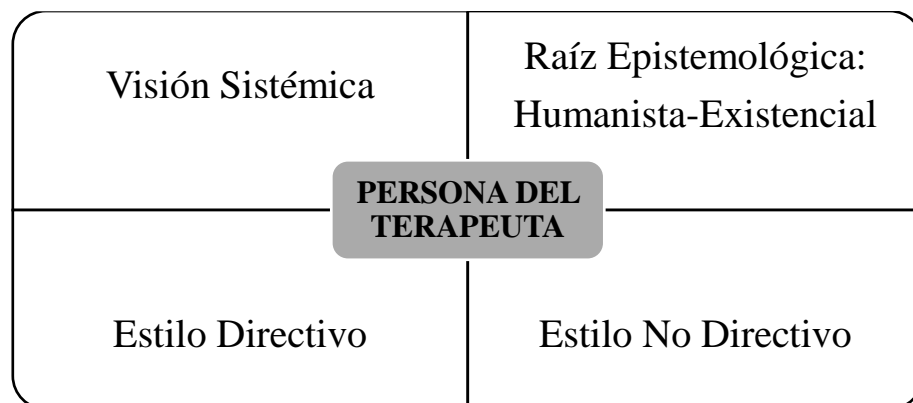 Visión Sistémica
Raíz Epistemológica:
Humanista-Existencial
PERSONA DEL
TERAPEUTA
Estilo Directivo
Estilo No Directivo